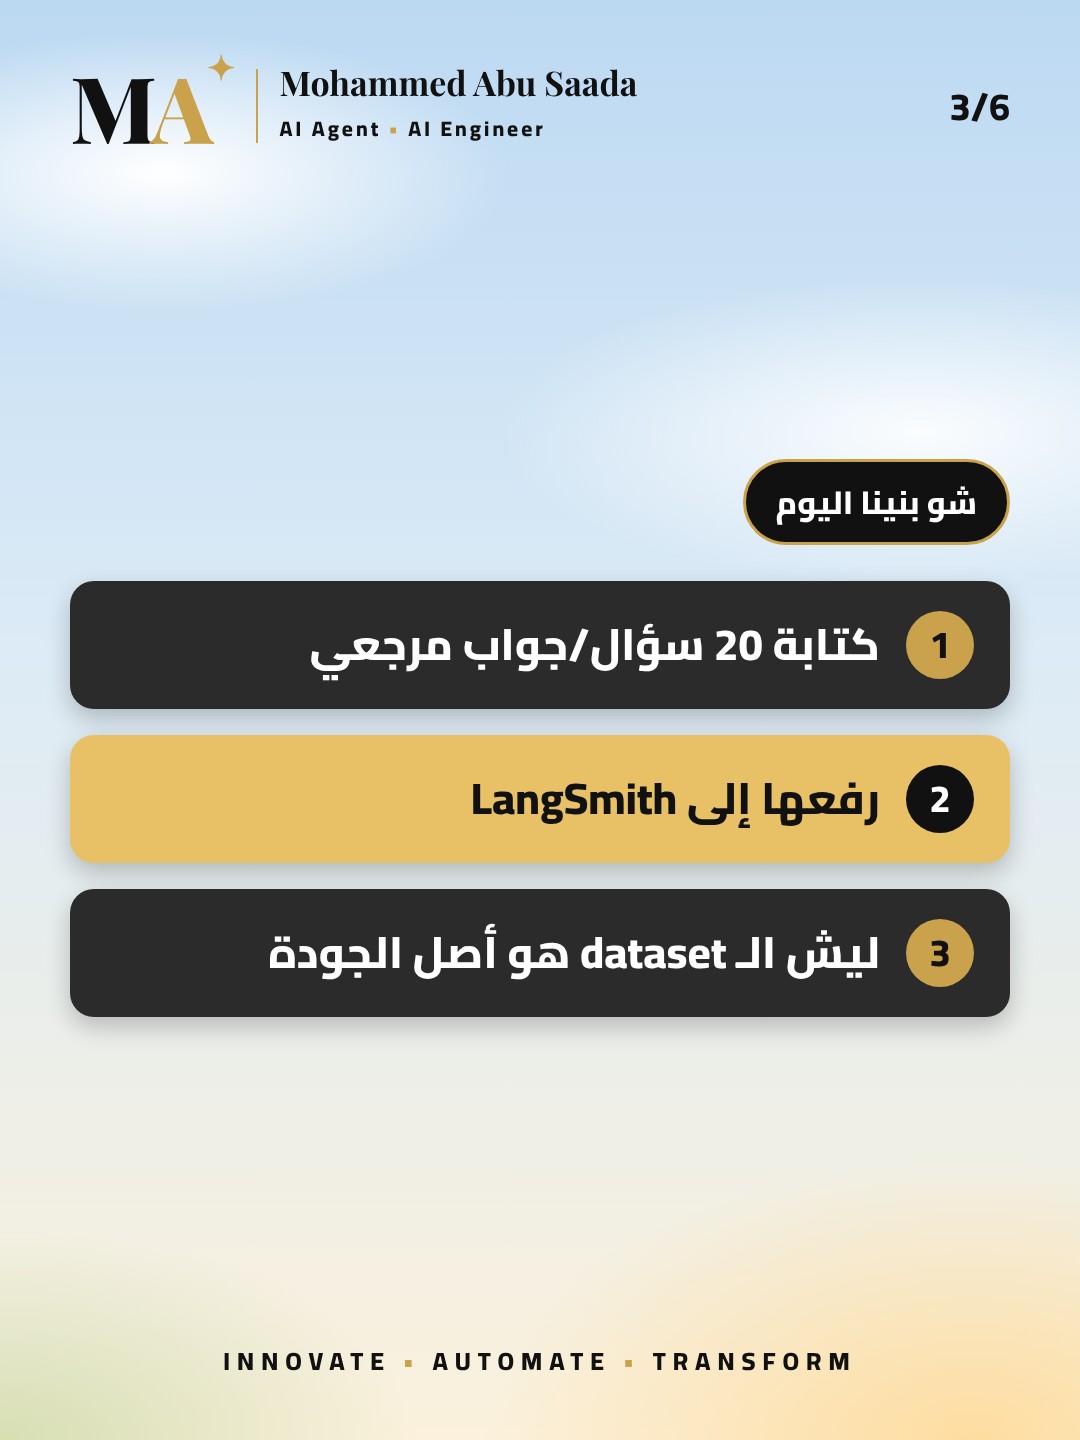 MA
Mohammed Abu Saada
AI Agent ▪ AI Engineer
3/6
شو بنينا اليوم
1 كتابة 20 سؤال/جواب مرجعي
2 رفعها إلى LangSmith
3 ليش الـ dataset هو أصل الجودة
INNOVATE ▪ AUTOMATE ▪ TRANSFORM